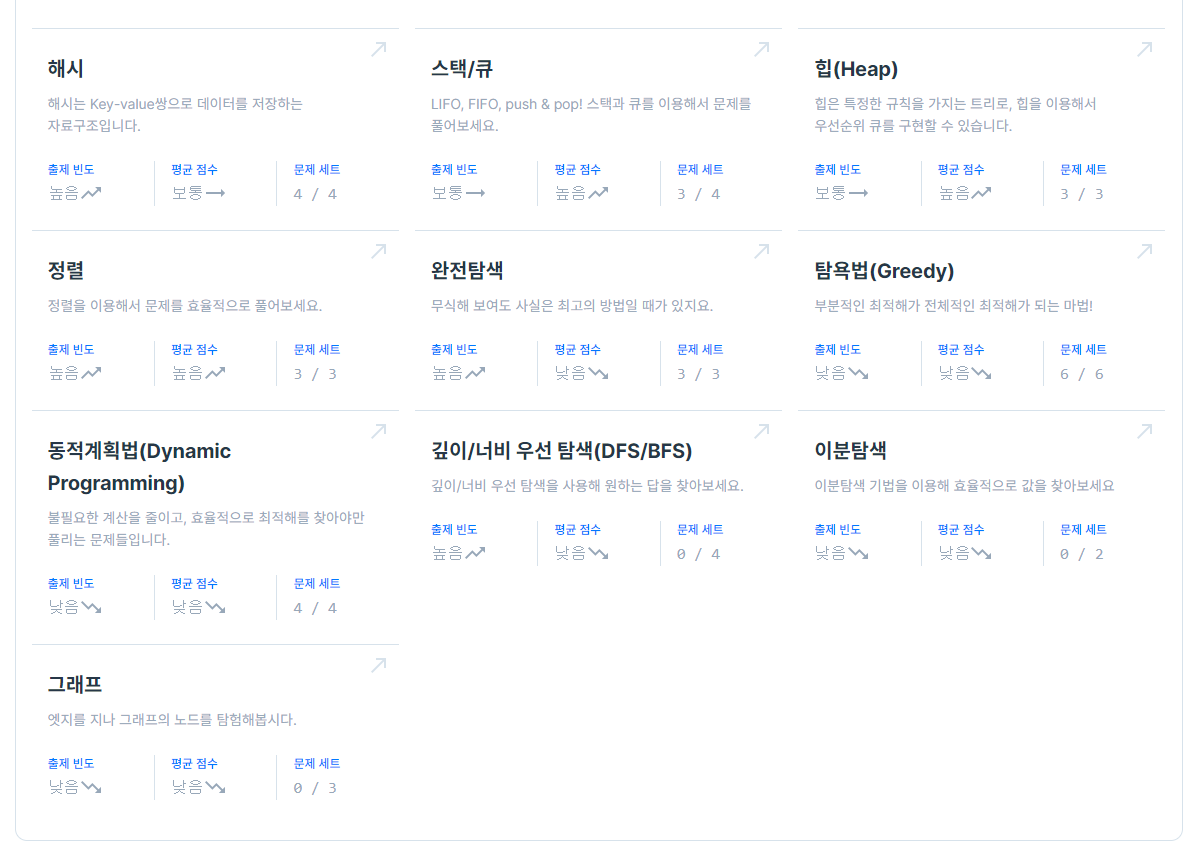 해시
해시는 Key-value쌍으로 데이터를 저장하는
자료구조입니다.
출제 빈도 평균 점수 문제 세트
높음 보통 4 / 4
스택/큐
LIFO, FIFO, push & pop! 스택과 큐를 이용해서 문제를
풀어보세요.
출제 빈도 평균 점수 문제 세트
보통 높음 3 / 4
힙(Heap)
힙은 특정한 규칙을 가지는 트리로, 힙을 이용해서
우선순위 큐를 구현할 수 있습니다.
출제 빈도 평균 점수 문제 세트
보통 높음 3 / 3
정렬
정렬을 이용해서 문제를 효율적으로 풀어보세요.
출제 빈도 평균 점수 문제 세트
높음 높음 3 / 3
완전탐색
무식해 보여도 사실은 최고의 방법일 때가 있지요.
출제 빈도 평균 점수 문제 세트
높음 낮음 3 / 3
탐욕법(Greedy)
부분적인 최적해가 전체적인 최적해가 되는 마법!
출제 빈도 평균 점수 문제 세트
낮음 낮음 6 / 6
동적계획법(Dynamic
Programming)
불필요한 계산을 줄이고, 효율적으로 최적해를 찾아야만
풀리는 문제들입니다.
출제 빈도 평균 점수 문제 세트
낮음 낮음 4 / 4
깊이/너비 우선 탐색(DFS/BFS)
깊이/너비 우선 탐색을 사용해 원하는 답을 찾아보세요.
출제 빈도 평균 점수 문제 세트
높음 낮음 0 / 4
이분탐색
이분탐색 기법을 이용해 효율적으로 값을 찾아보세요
출제 빈도 평균 점수 문제 세트
낮음 낮음 0 / 2
그래프
엣지를 지나 그래프의 노드를 탐험해봅시다.
출제 빈도 평균 점수 문제 세트
낮음 낮음 0 / 3